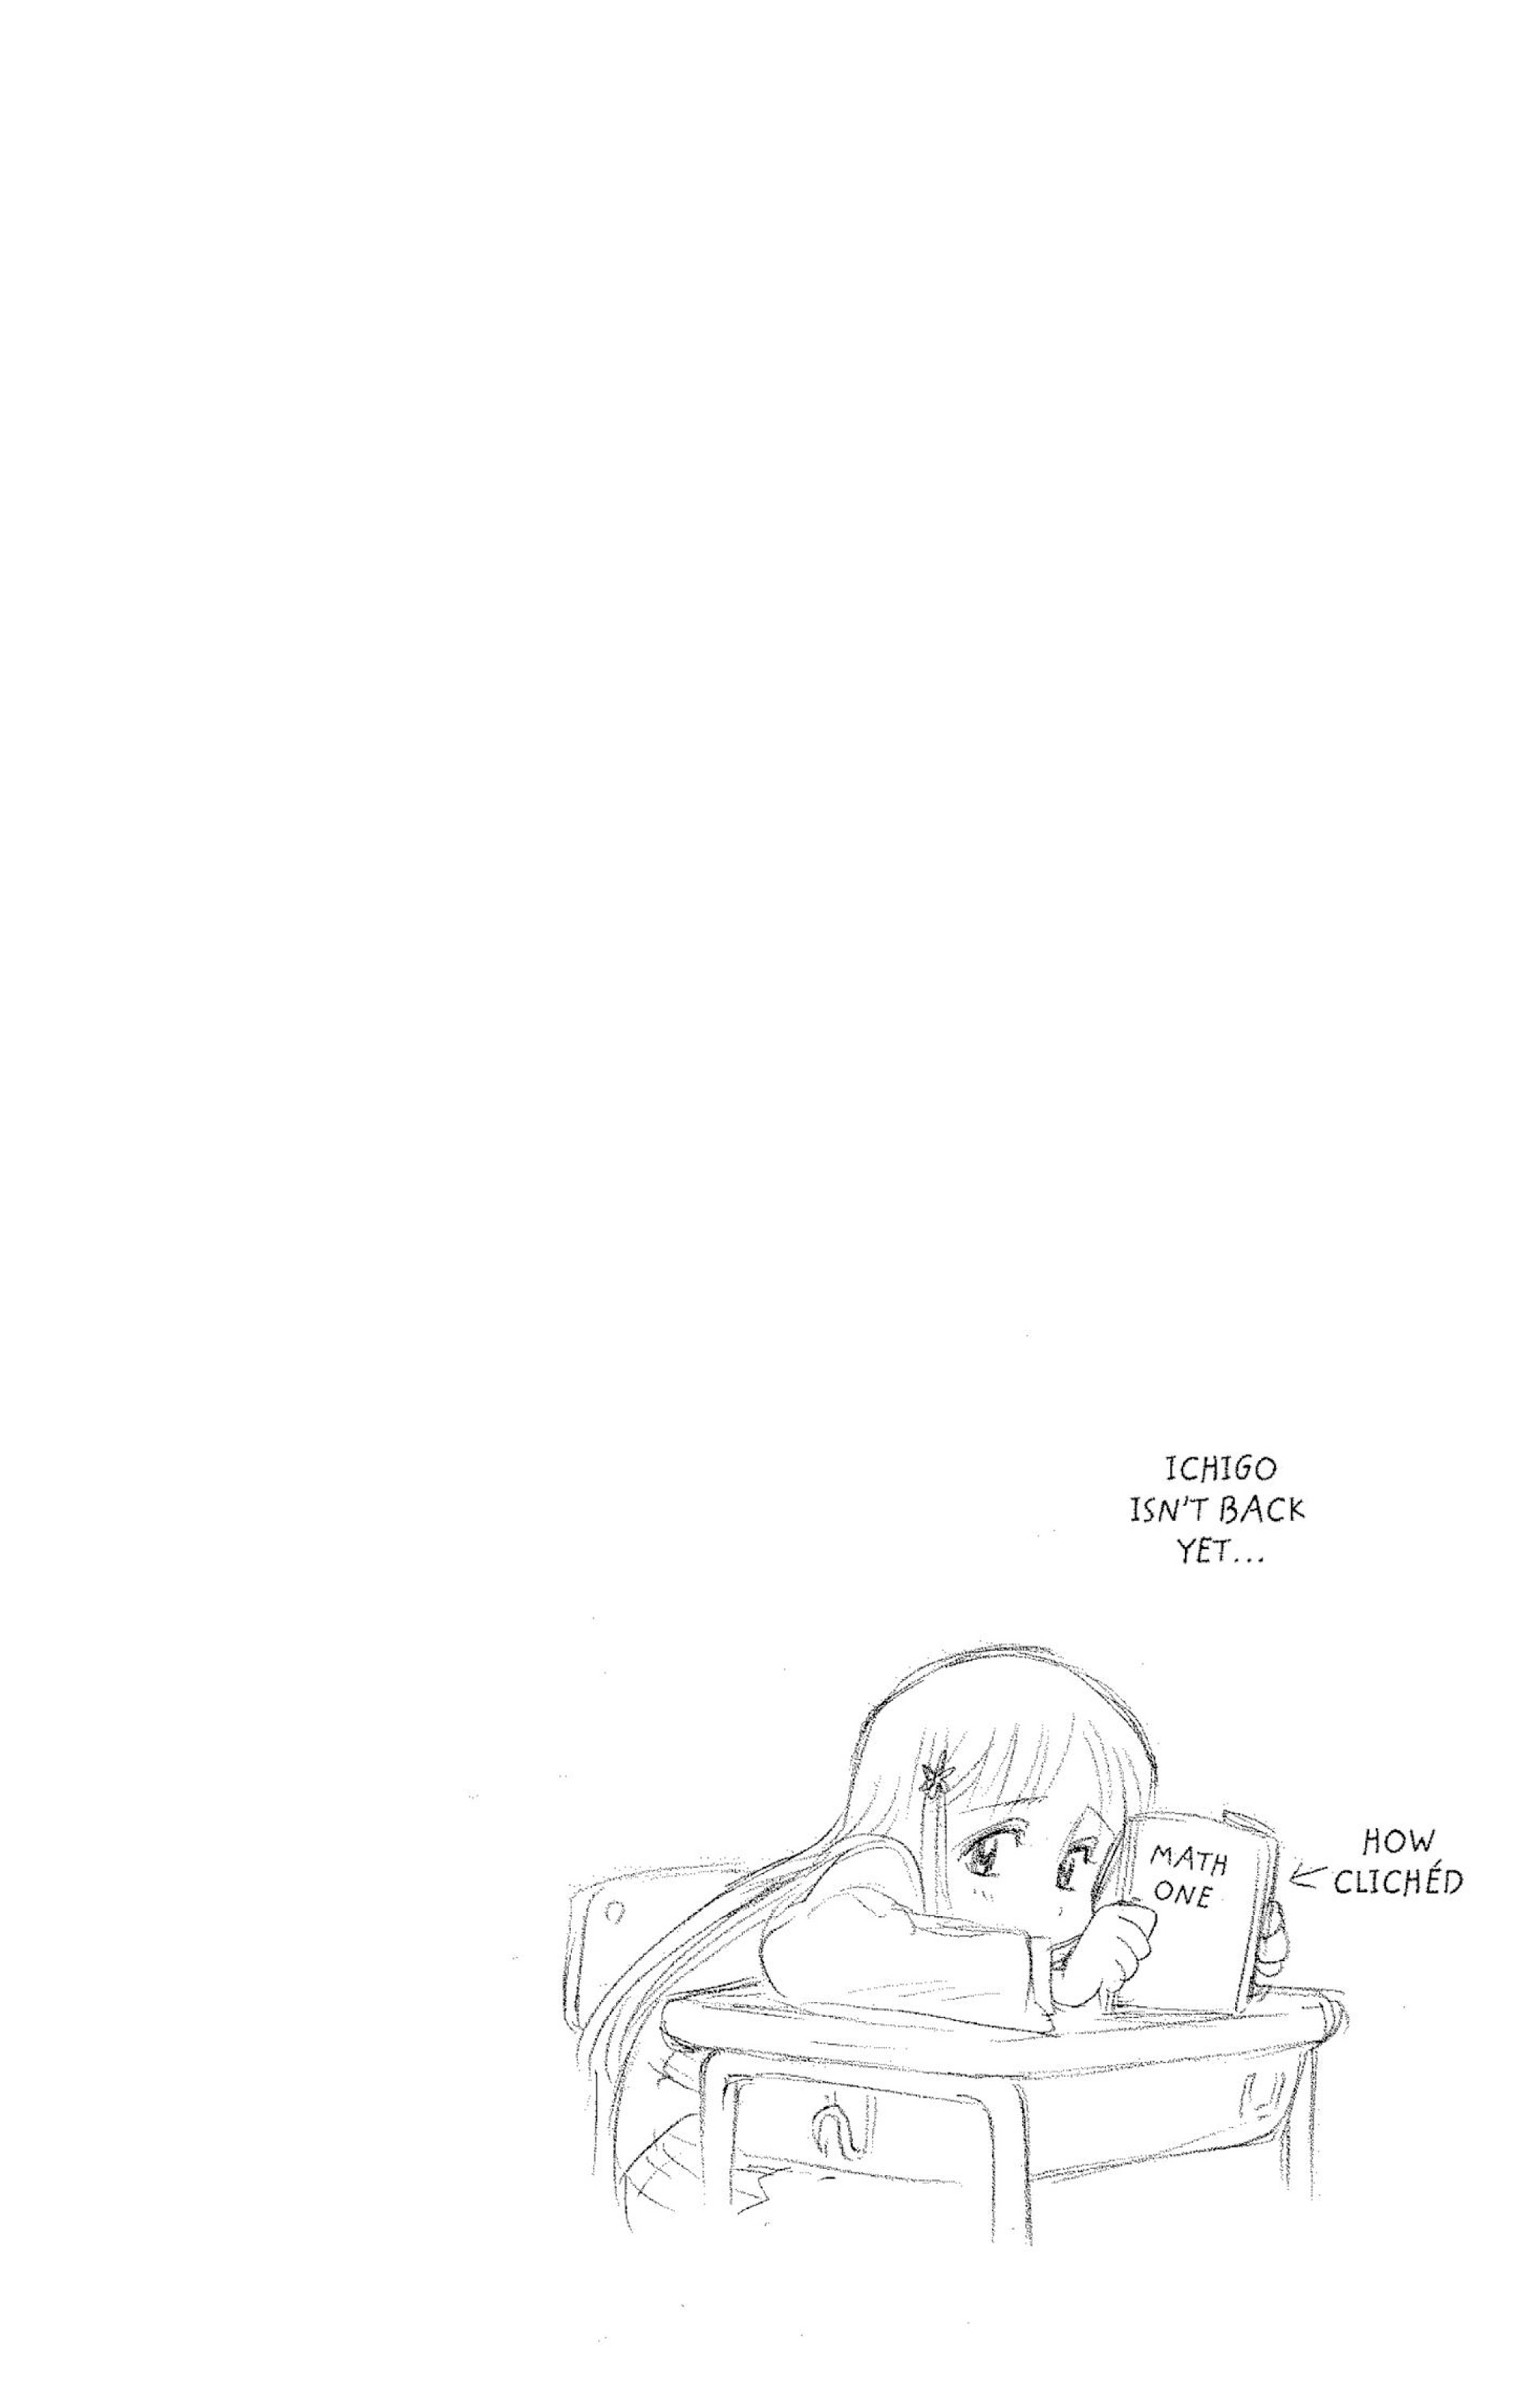 ICHIGO
ISN'T BACK
YET...
MATH
ONE
HOW
CLICHÉD